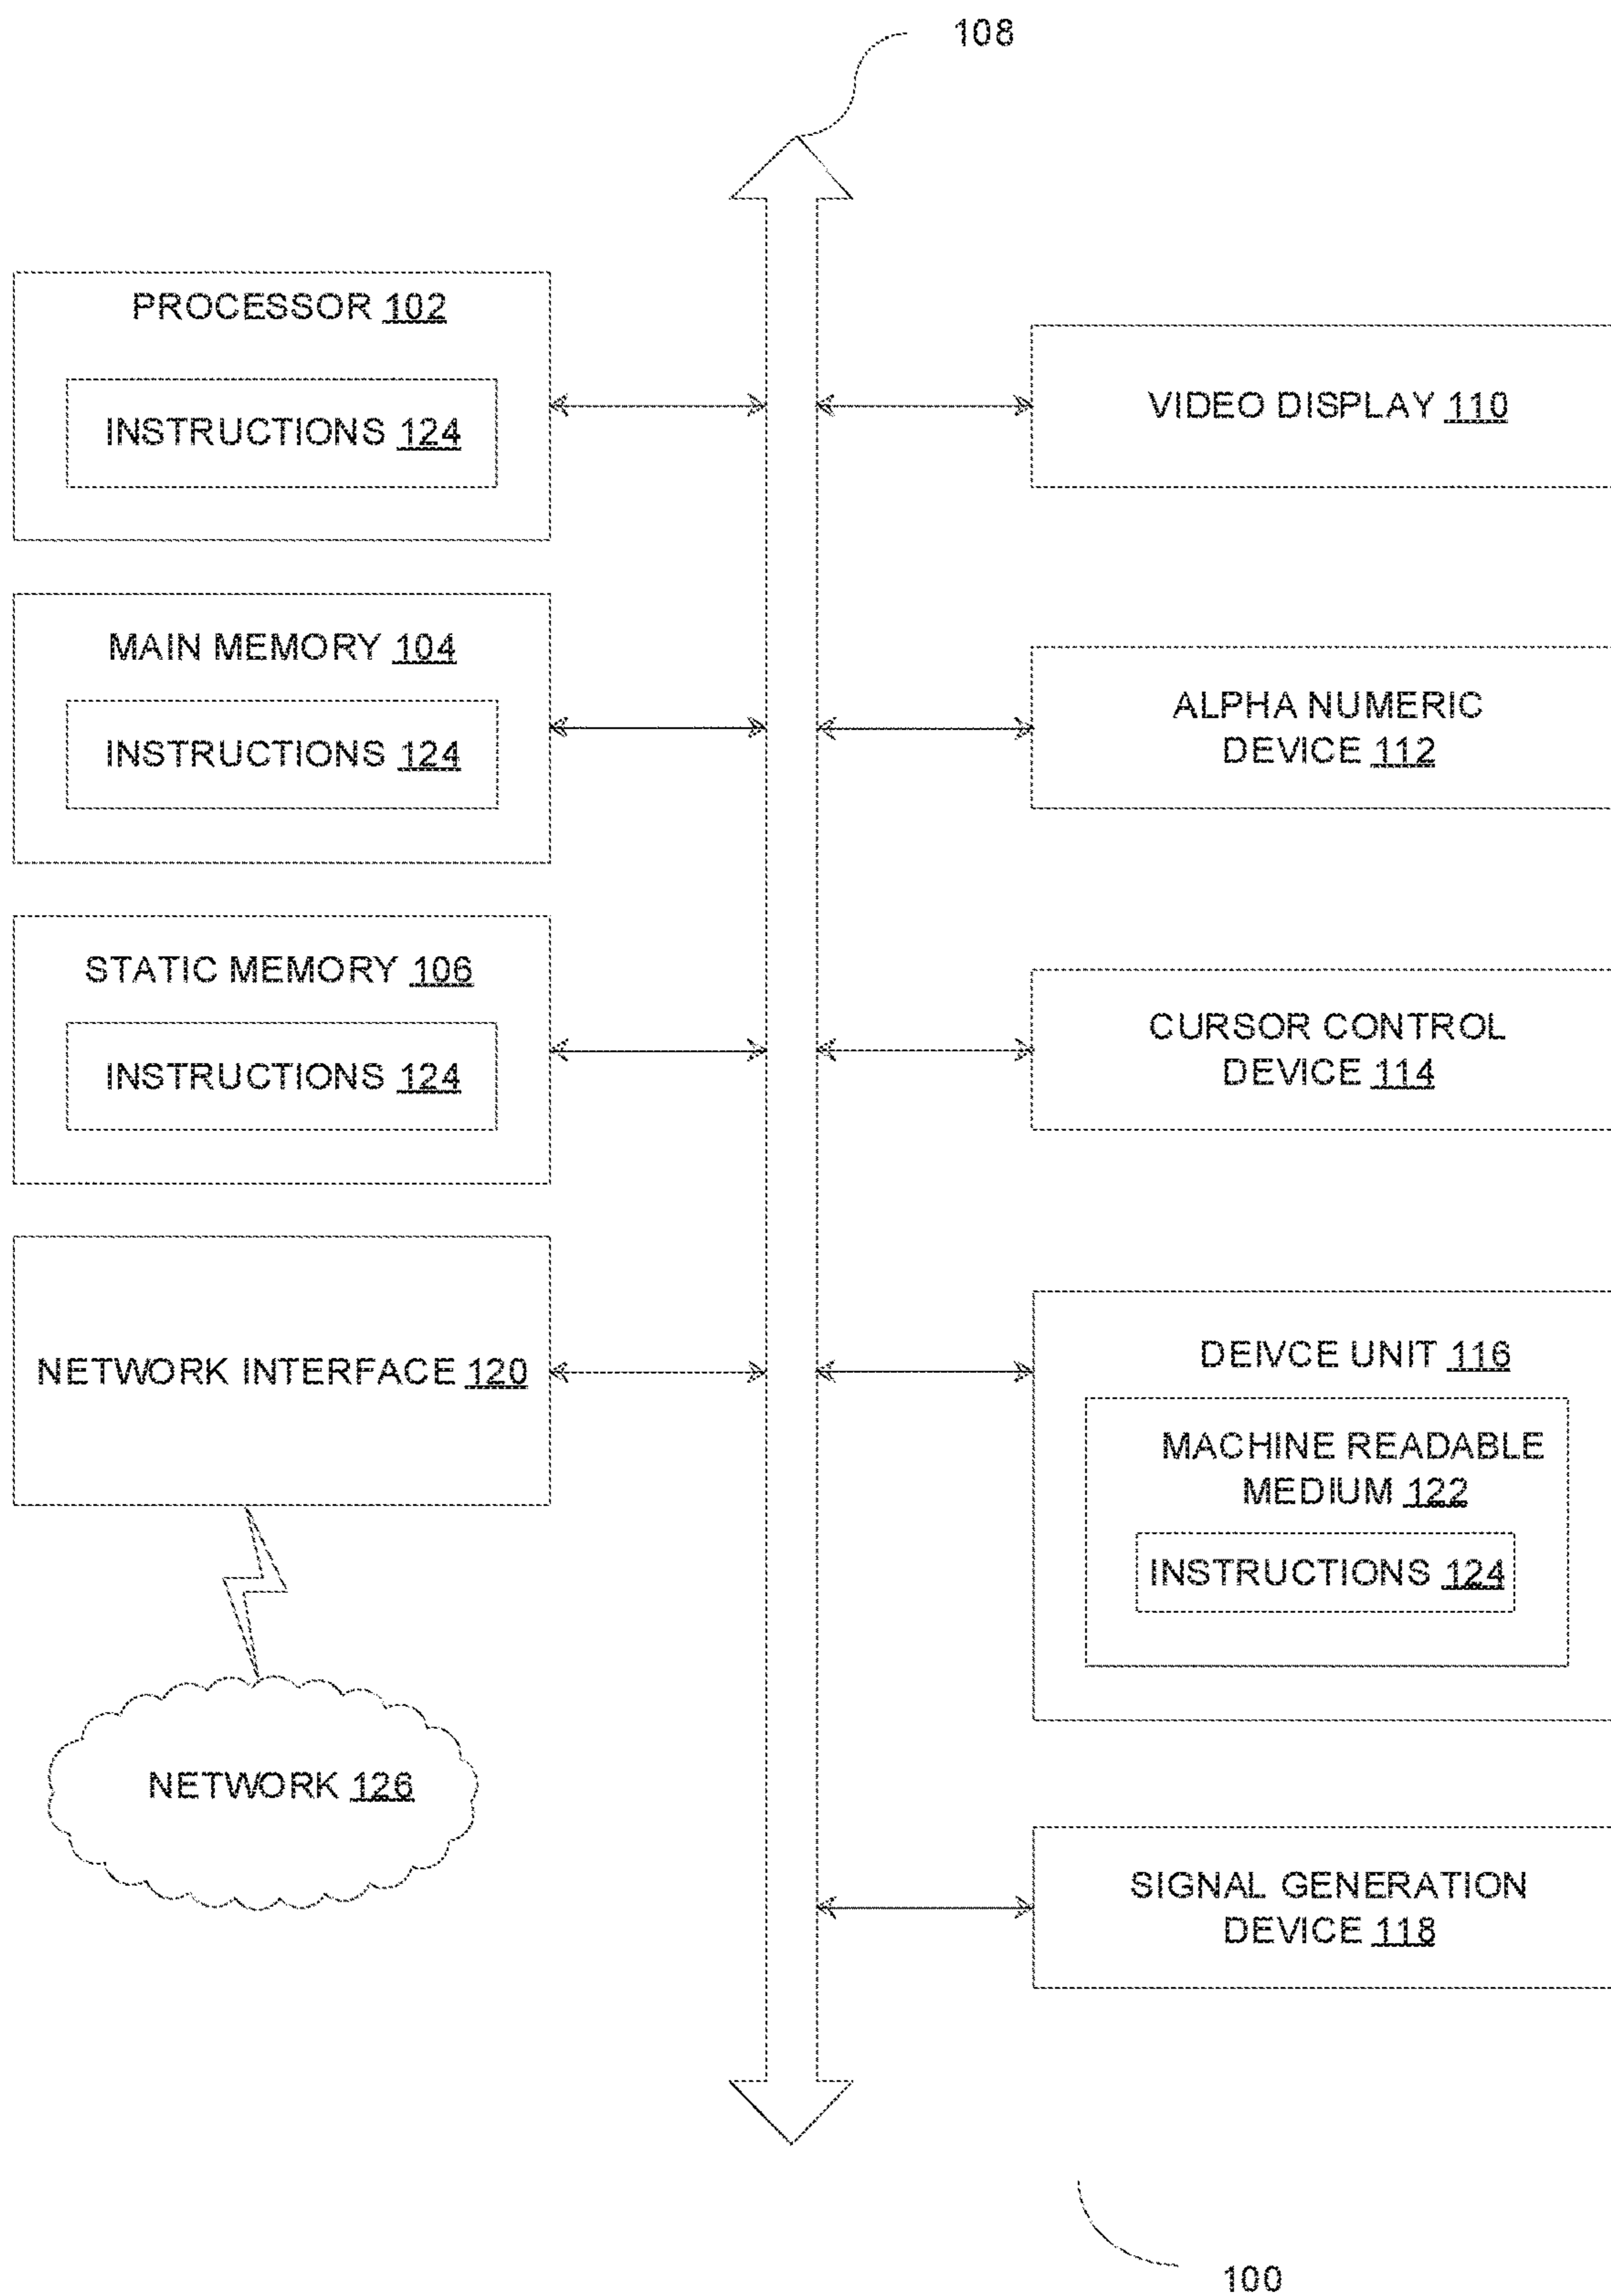 108
PROCESSOR 102
INSTRUCTIONS 124
MAIN MEMORY 104
INSTRUCTIONS 124
STATIC MEMORY 106
INSTRUCTIONS 124
NETWORK INTERFACE 120
NETWORK 126
VIDEO DISPLAY 110
ALPHA NUMERIC
DEVICE 112
CURSOR CONTROL
DEVICE 114
DEIVCE UNIT 116
MACHINE READABLE
MEDIUM 122
INSTRUCTIONS 124
SIGNAL GENERATION
DEVICE 118
100